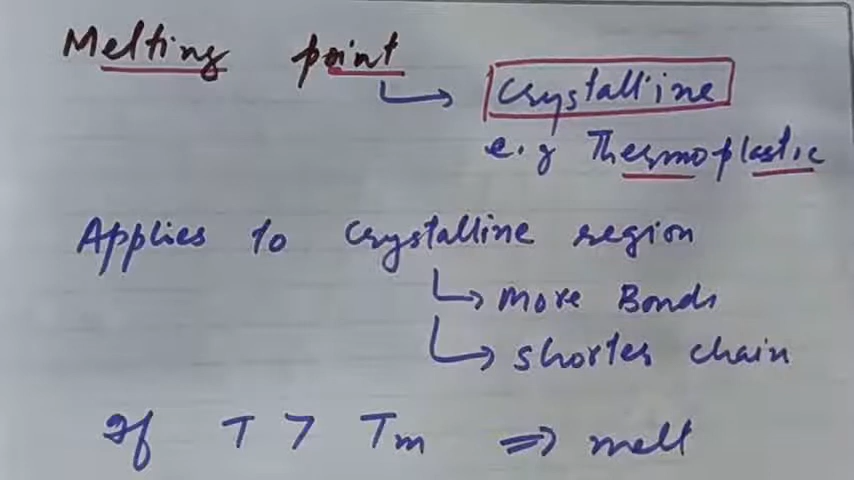 Melting point
Crystalline
e.g Thermoplastic
Applies to Crystalline region
More Bonds
Shorter chain
If T > Tm ⇒ melt